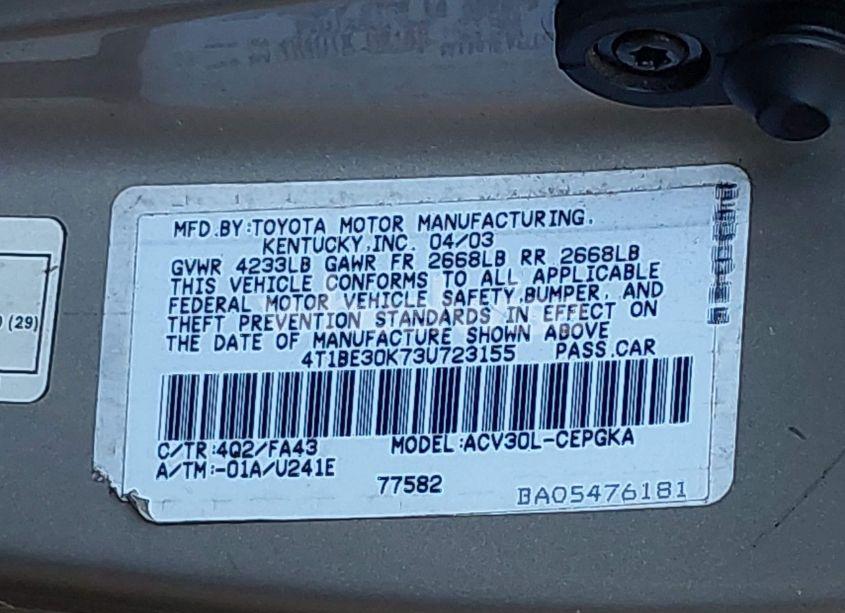 MFD.BY:TOYOTA MOTOR MANUFACTURING,
KENTUCKY,INC. 04/03
GVWR 4233LB GAWR FR 2668LB RR 2668LB
THIS VEHICLE CONFORMS TO ALL APPLICABLE
FEDERAL MOTOR VEHICLE SAFETY,BUMPER, AND
THEFT PREVENTION STANDARDS IN EFFECT ON
THE DATE OF MANUFACTURE SHOWN ABOVE
4T1BE30K73U723155 PASS.CAR
C/TR:4Q2/FA43 MODEL:ACV30L-CEPGKA
A/TM:-01A/U241E
77582 BA05476181
(29)